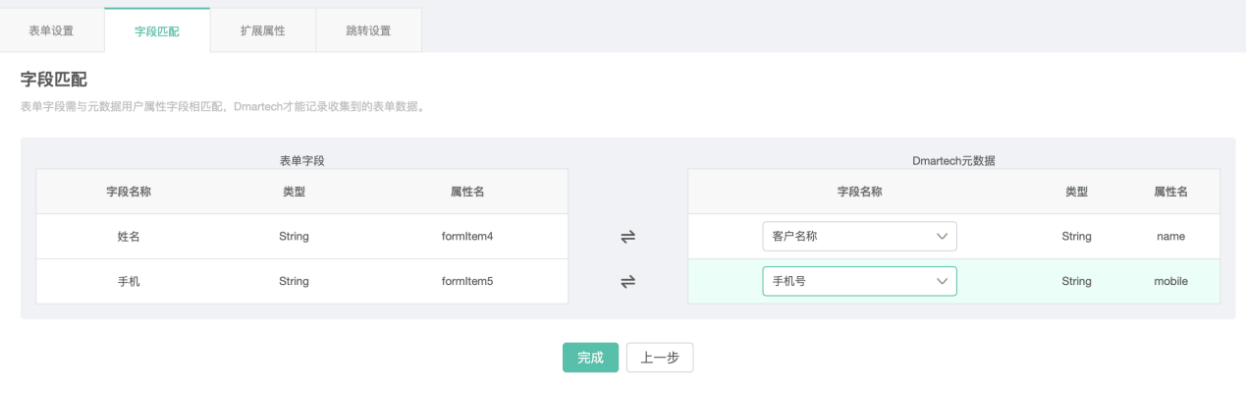 表单设置 字段匹配 扩展属性 跳转设置
字段匹配
表单字段需与元数据用户属性字段相匹配，Dmartech才能记录收集到的表单数据。
表单字段 Dmartech元数据
字段名称 类型 属性名 字段名称 类型 属性名
姓名 String formItem4 客户名称 String name
手机 String formItem5 手机号 String mobile
完成 上一步